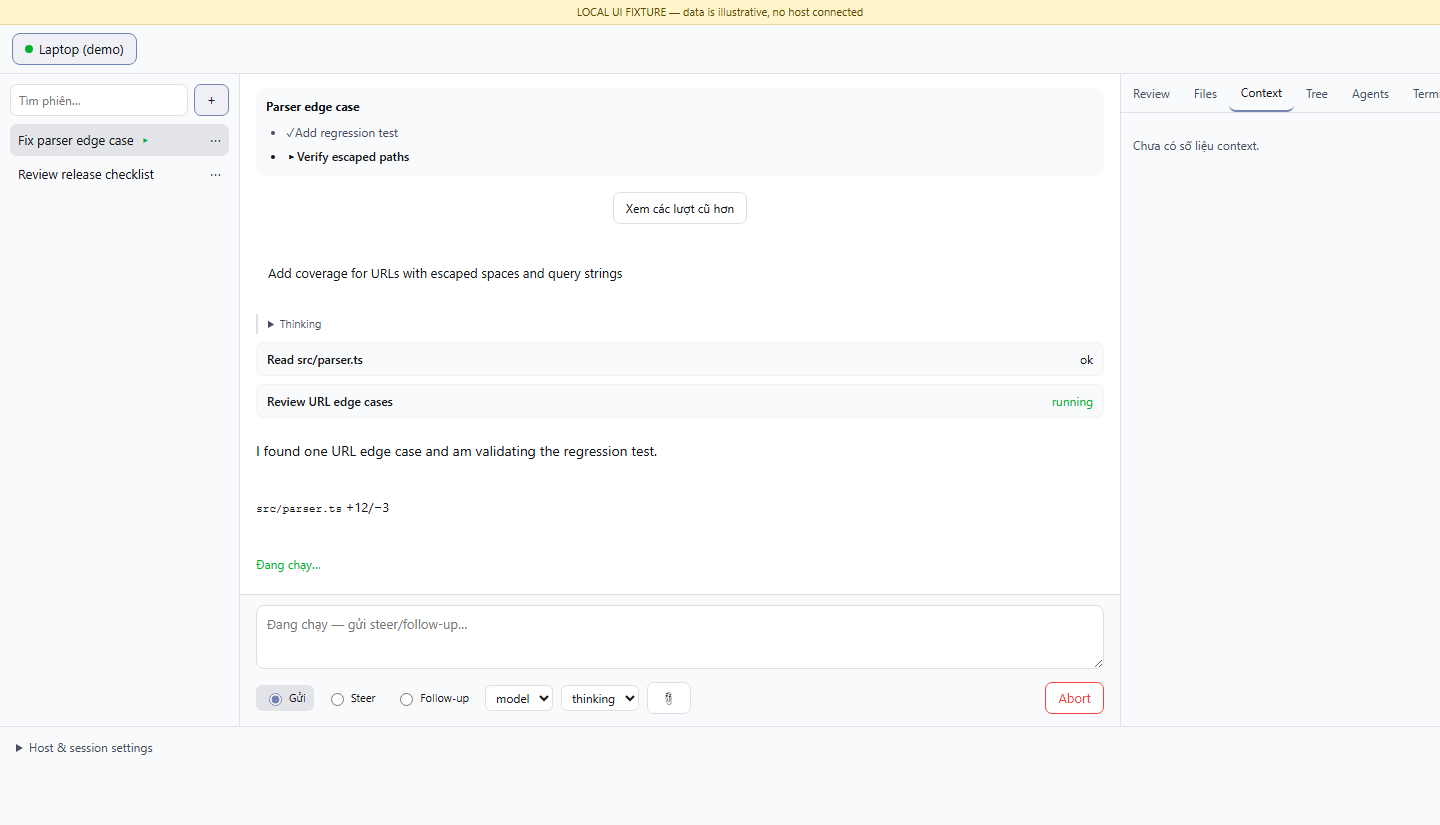 LOCAL UI FIXTURE — data is illustrative, no host connected
Laptop (demo)
Tìm phiên...
+
Fix parser edge case ▸
...
Review release checklist
...
Parser edge case
✓Add regression test
▸Verify escaped paths
Xem các lượt cũ hơn
Add coverage for URLs with escaped spaces and query strings
▶ Thinking
Read src/parser.ts ok
Review URL edge cases running
I found one URL edge case and am validating the regression test.
src/parser.ts +12/−3
Đang chạy...
Đang chạy — gửi steer/follow-up...
Gửi Steer Follow-up model thinking Abort
Review Files Context Tree Agents Term
Chưa có số liệu context.
▶ Host & session settings